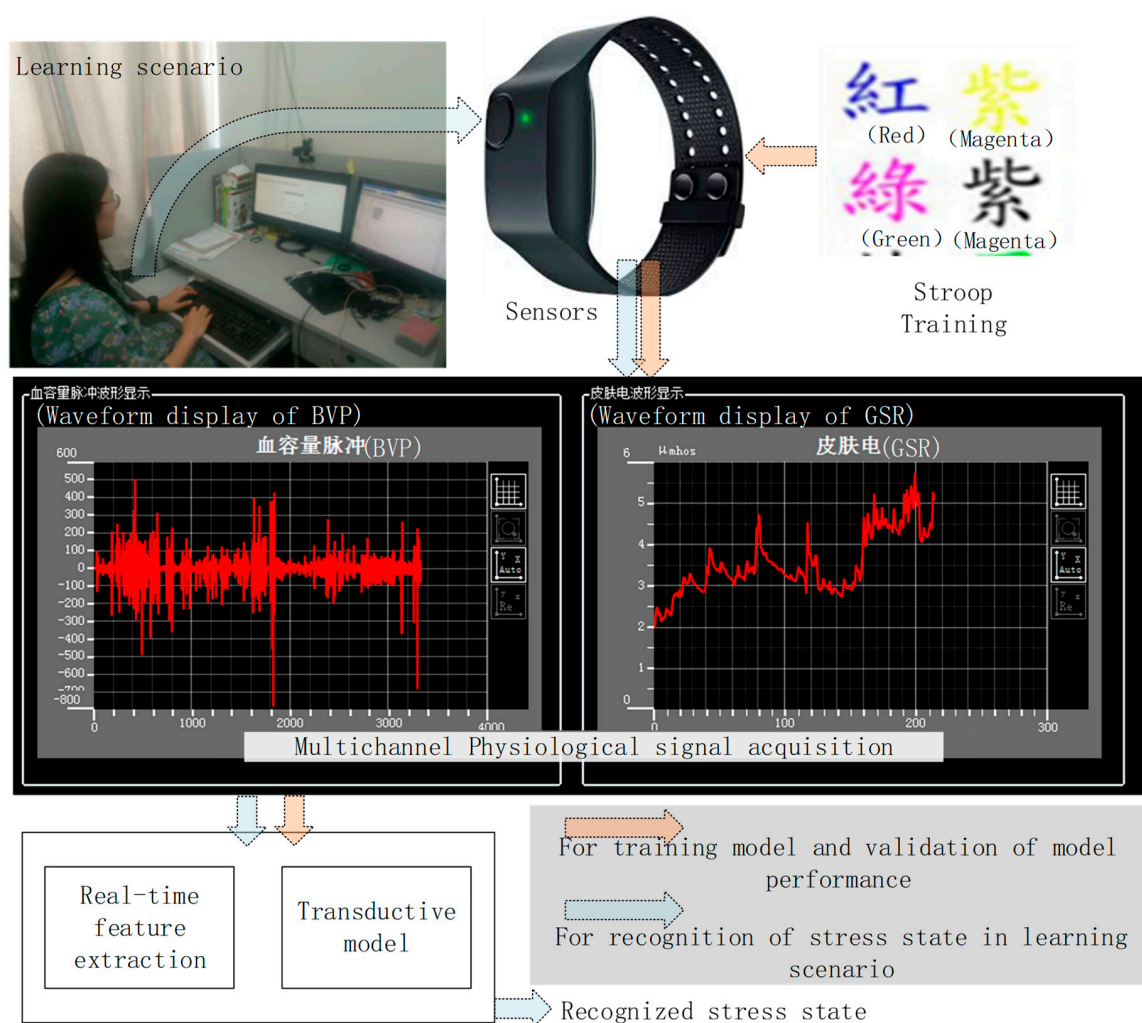 Learning scenario
紅
紫
(Red)
(Magenta)
綠
紫
(Green)
(Magenta)
Sensors
Stroop
Training
血容量脉冲波形显示
(Waveform display of BVP)
血容量脉冲(BVP)
600
500
400
300
200
100
0
-100
-200
-300
-400
-500
-600
-800
0
1000
2000
3000
4000
Y X
Auto
Y X
Re
皮肤电波形显示
(Waveform display of GSR)
皮肤电(GSR)
6
μmhos
5
4
3
2
1
0
0
100
200
300
Y X
Auto
Y X
Re
Multichannel Physiological signal acquisition
Real-time
feature
extraction
Transductive
model
For training model and validation of model
performance
For recognition of stress state in learning
scenario
Recognized stress state